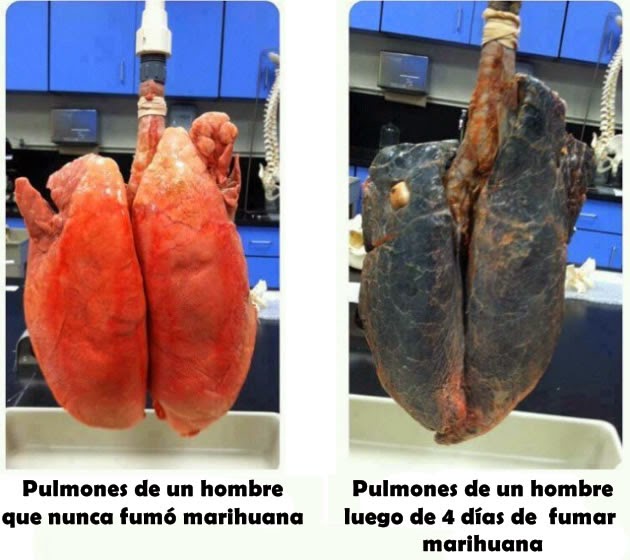 Pulmones de un hombre
que nunca fumó marihuana
Pulmones de un hombre
luego de 4 días de fumar
marihuana